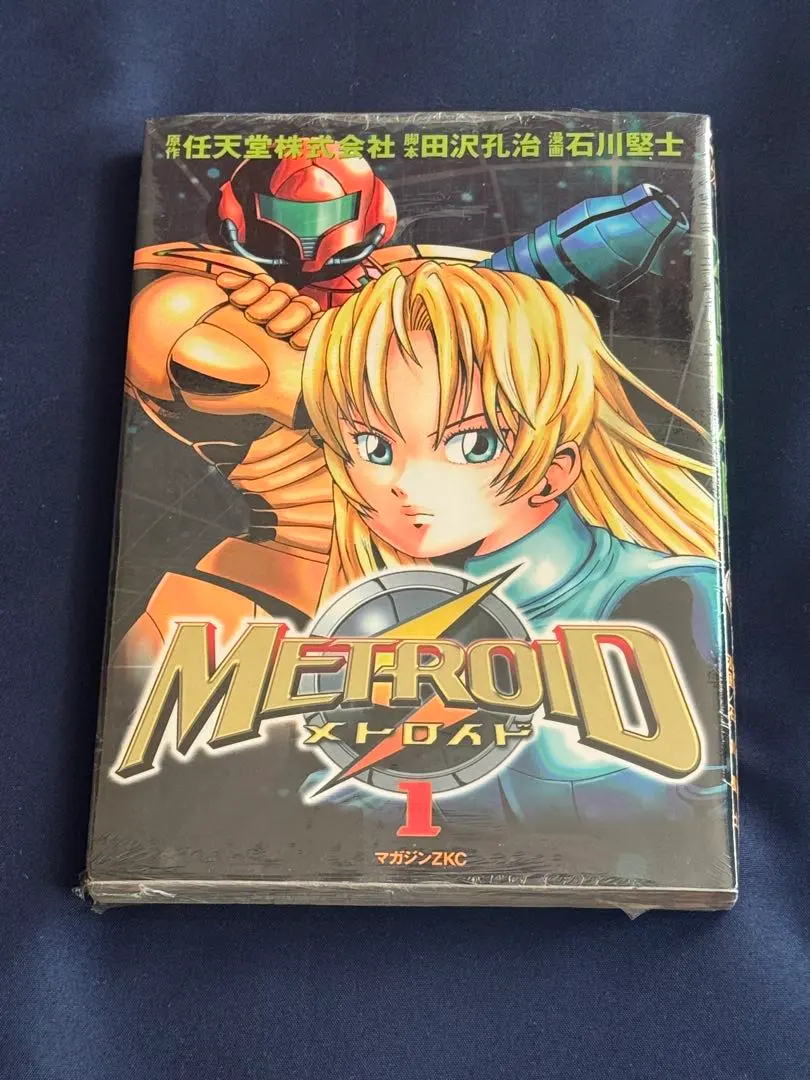 原作 任天堂株式会社 脚本 田沢孔治 漫画 石川堅士
METROID
メトロイド
1
マガジンZKC